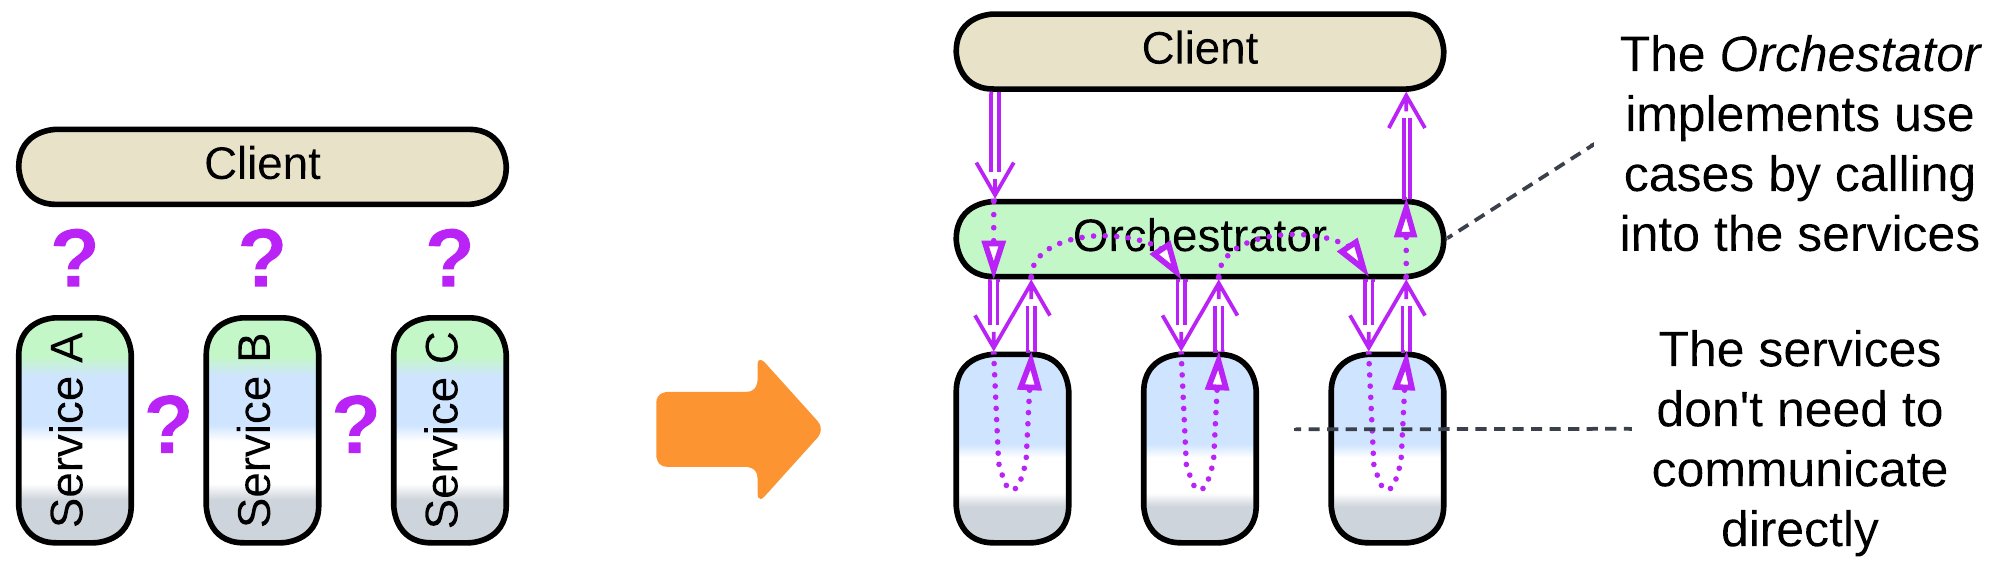 Client
? ? ?
Service A
?
Service B
?
Service C
Client
Orchestrator
The Orchestator
implements use
cases by calling
into the services
The services
don't need to
communicate
directly